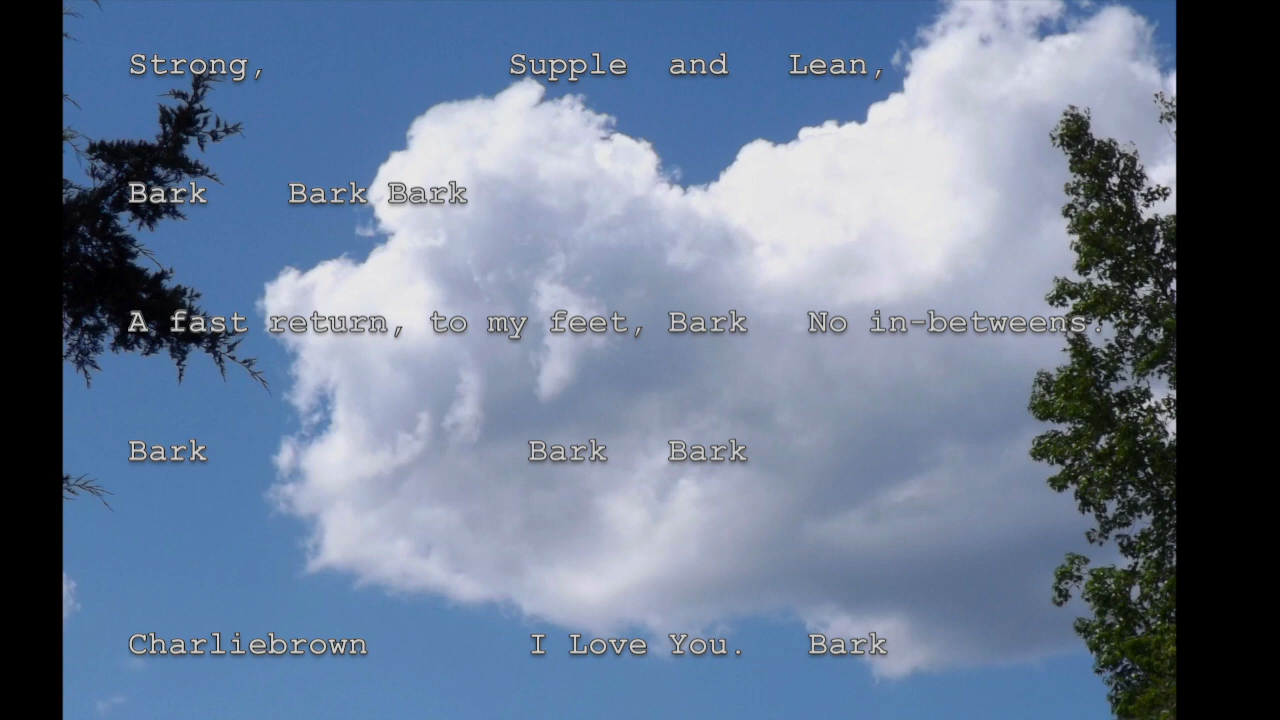 Strong, Supple and Lean,
Bark Bark Bark
A fast return, to my feet, Bark No in-betweens.
Bark Bark Bark
Charliebrown I Love You. Bark